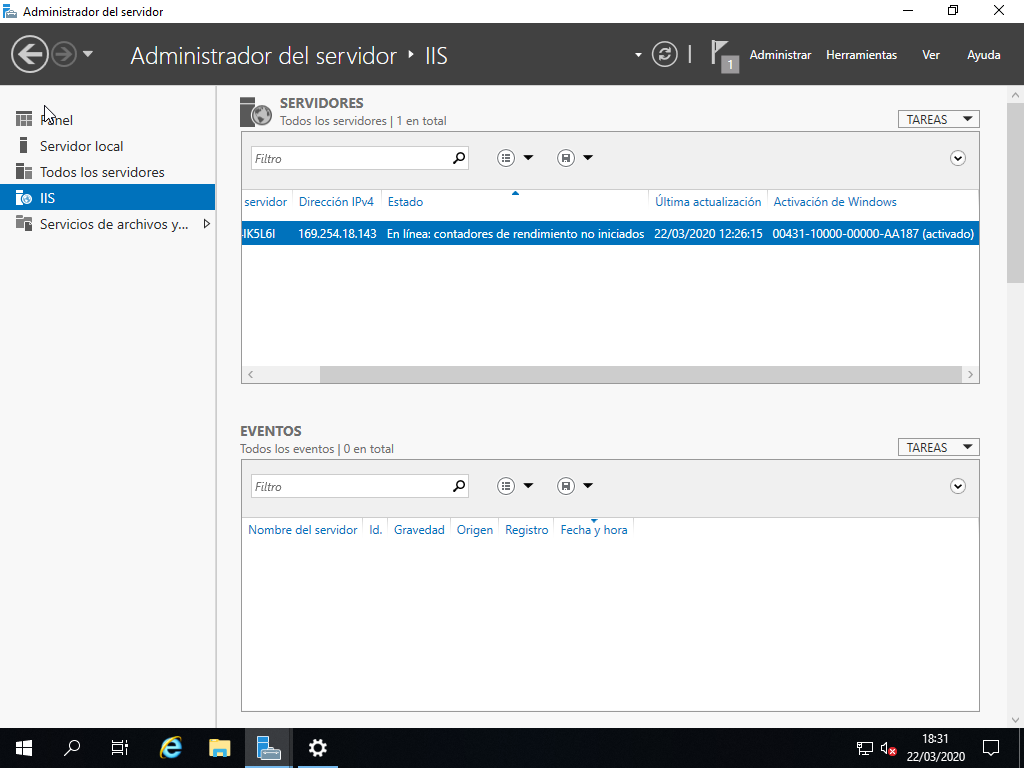 Administrador del servidor
Administrador del servidor ‣ IIS
1
Administrar
Herramientas
Ver
Ayuda
Panel
Servidor local
Todos los servidores
IIS
Servicios de archivos y...
SERVIDORES
Todos los servidores | 1 en total
TAREAS
Filtro
servidor Dirección IPv4 Estado Última actualización Activación de Windows
-IK5L6I 169.254.18.143 En línea: contadores de rendimiento no iniciados 22/03/2020 12:26:15 00431-10000-00000-AA187 (activado)
EVENTOS
Todos los eventos | 0 en total
TAREAS
Filtro
Nombre del servidor Id. Gravedad Origen Registro Fecha y hora
18:31
22/03/2020